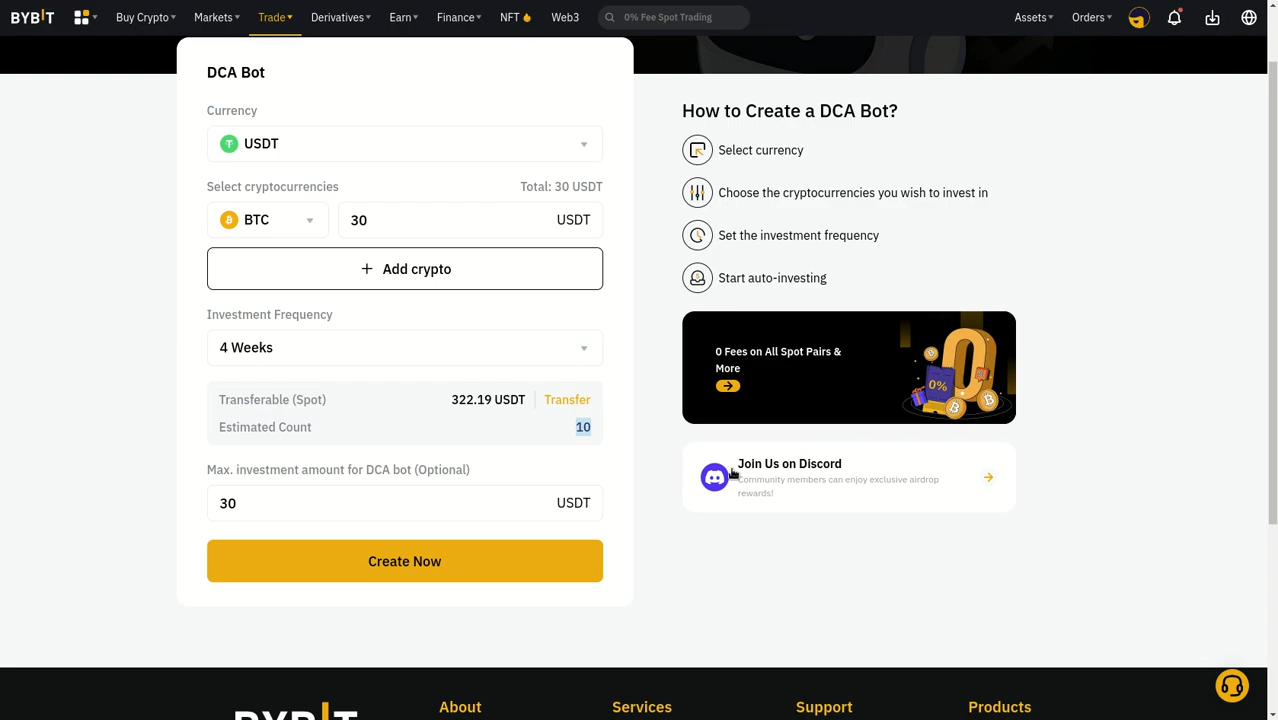 BYBIT Buy Crypto Markets Trade Derivatives Earn Finance NFT Web3 0% Fee Spot Trading Assets Orders
DCA Bot
Currency
USDT
Select cryptocurrencies Total: 30 USDT
BTC 30 USDT
+ Add crypto
Investment Frequency
4 Weeks
Transferable (Spot) 322.19 USDT Transfer
Estimated Count 10
Max. investment amount for DCA bot (Optional)
30 USDT
Create Now
How to Create a DCA Bot?
Select currency
Choose the cryptocurrencies you wish to invest in
Set the investment frequency
Start auto-investing
0 Fees on All Spot Pairs &
More
0%
Join Us on Discord
Community members can enjoy exclusive airdrop
rewards!
BYBIT About Services Support Products